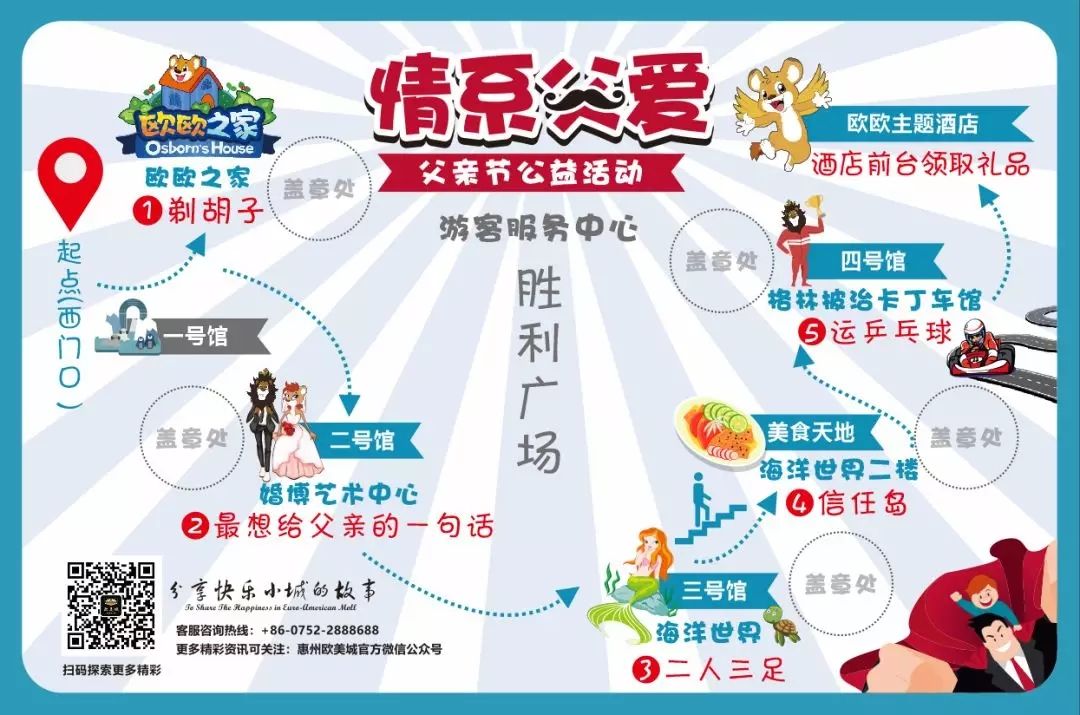 情系父爱
父亲节公益活动
游客服务中心
胜利广场
起点(西门口)
欧欧之家
Osborn's House
欧欧之家
1 剃胡子
盖章处
一号馆
盖章处
二号馆
婚博艺术中心
2 最想给父亲的一句话
三号馆
海洋世界
3 二人三足
盖章处
美食天地
海洋世界二楼
4 信任岛
盖章处
四号馆
格林披治卡丁车馆
5 运乒乓球
盖章处
欧欧主题酒店
酒店前台领取礼品
分享快乐小城的故事
To Share The Happiness in Euro-American Mall
客服咨询热线：+86-0752-2888688
更多精彩资讯可关注：惠州欧美城官方微信公众号
扫码探索更多精彩